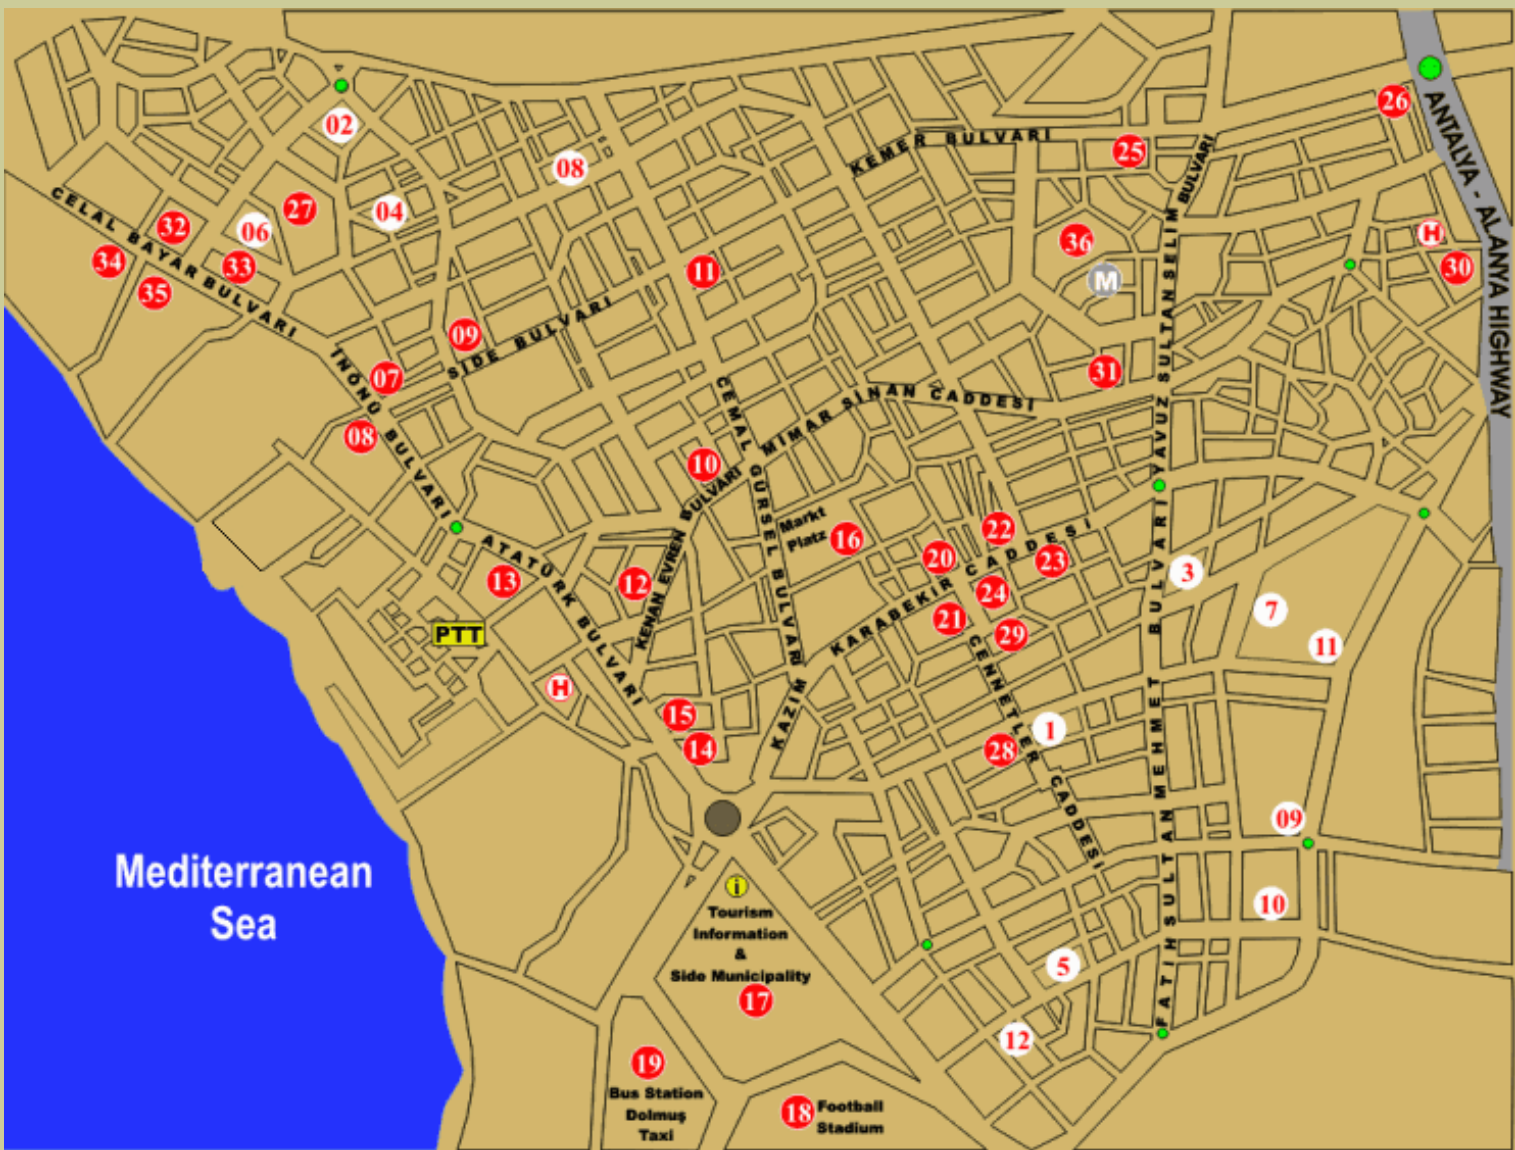 26
ANTALYA - ALANYA HIGHWAY
02
KEMER BULVARI
25
08
CELAL BAYAR BULVARI
32
27
04
06
33
34
35
36
M
H
30
11
YAVUZ SULTANSELIM BULVARI
SİDE BULVARI
09
07
İNÖNÜ BULVARI
08
31
MİMAR SİNAN CADDESİ
CEMAL GÜRSEL BULVARI
10
KENAN EVREN BULVARI
Markt
Platz
16
22
20
23
24
21
29
KAZIM KARABEKİR CADDESİ
3
7
11
ATATÜRK BULVARI
13
12
PTT
H
15
14
CENNETLER CADDESİ
1
28
FATIH SULTAN MEHMET BULVARI
09
10
5
12
Mediterranean
Sea
i
Tourism
Information
&
Side Municipality
17
19
Bus Station
Dolmuş
Taxi
18
Football
Stadium